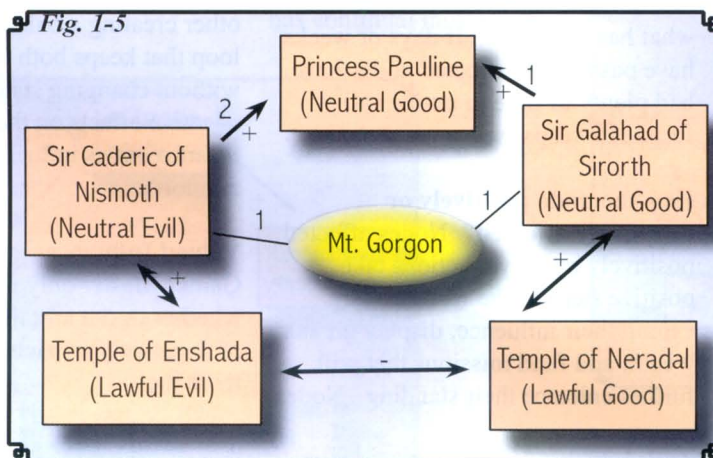 Fig. 1-5
Princess Pauline
(Neutral Good)
2
+
1
+
Sir Caderic of
Nismoth
(Neutral Evil)
Sir Galahad of
Sirorth
(Neutral Good)
1
Mt. Gorgon
1
+
+
Temple of Enshada
(Lawful Evil)
-
Temple of Neradal
(Lawful Good)